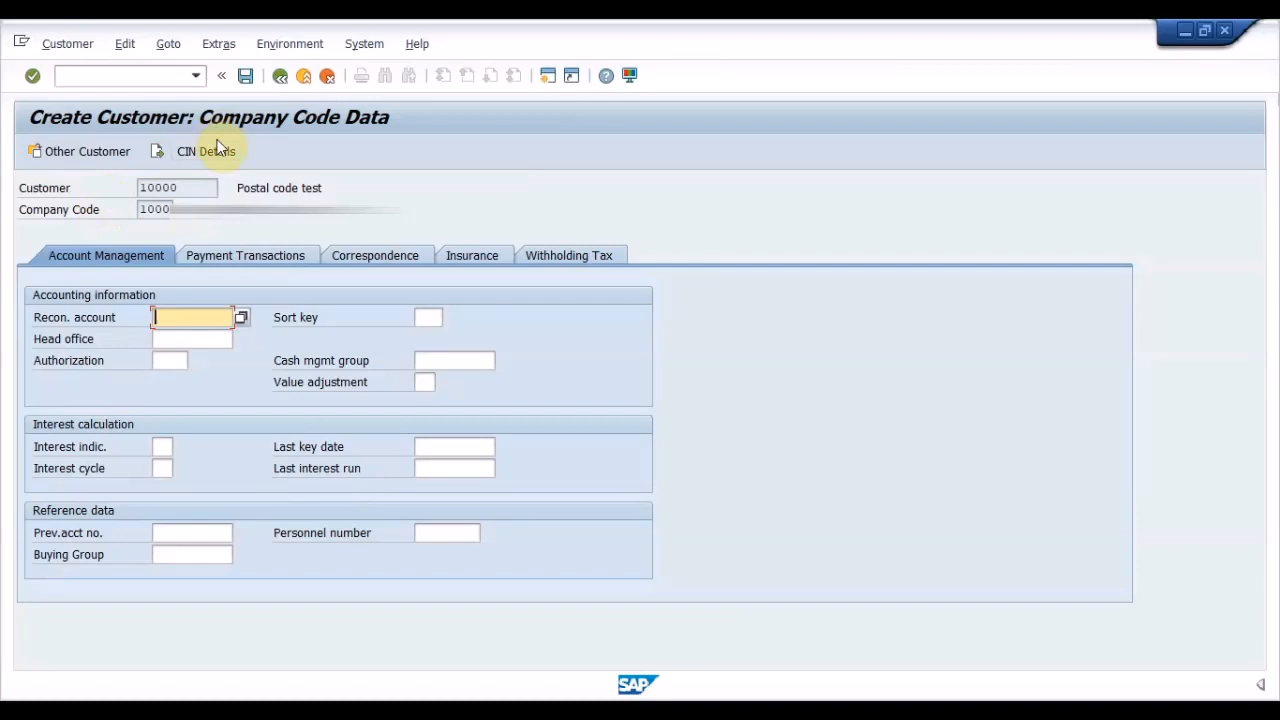 Customer Edit Goto Extras Environment System Help
Create Customer: Company Code Data
Other Customer CIN Details
Customer 10000 Postal code test
Company Code 1000
Account Management Payment Transactions Correspondence Insurance Withholding Tax
Accounting information
Recon. account Sort key
Head office
Authorization Cash mgmt group
Value adjustment
Interest calculation
Interest indic. Last key date
Interest cycle Last interest run
Reference data
Prev.acct no. Personnel number
Buying Group
SAP